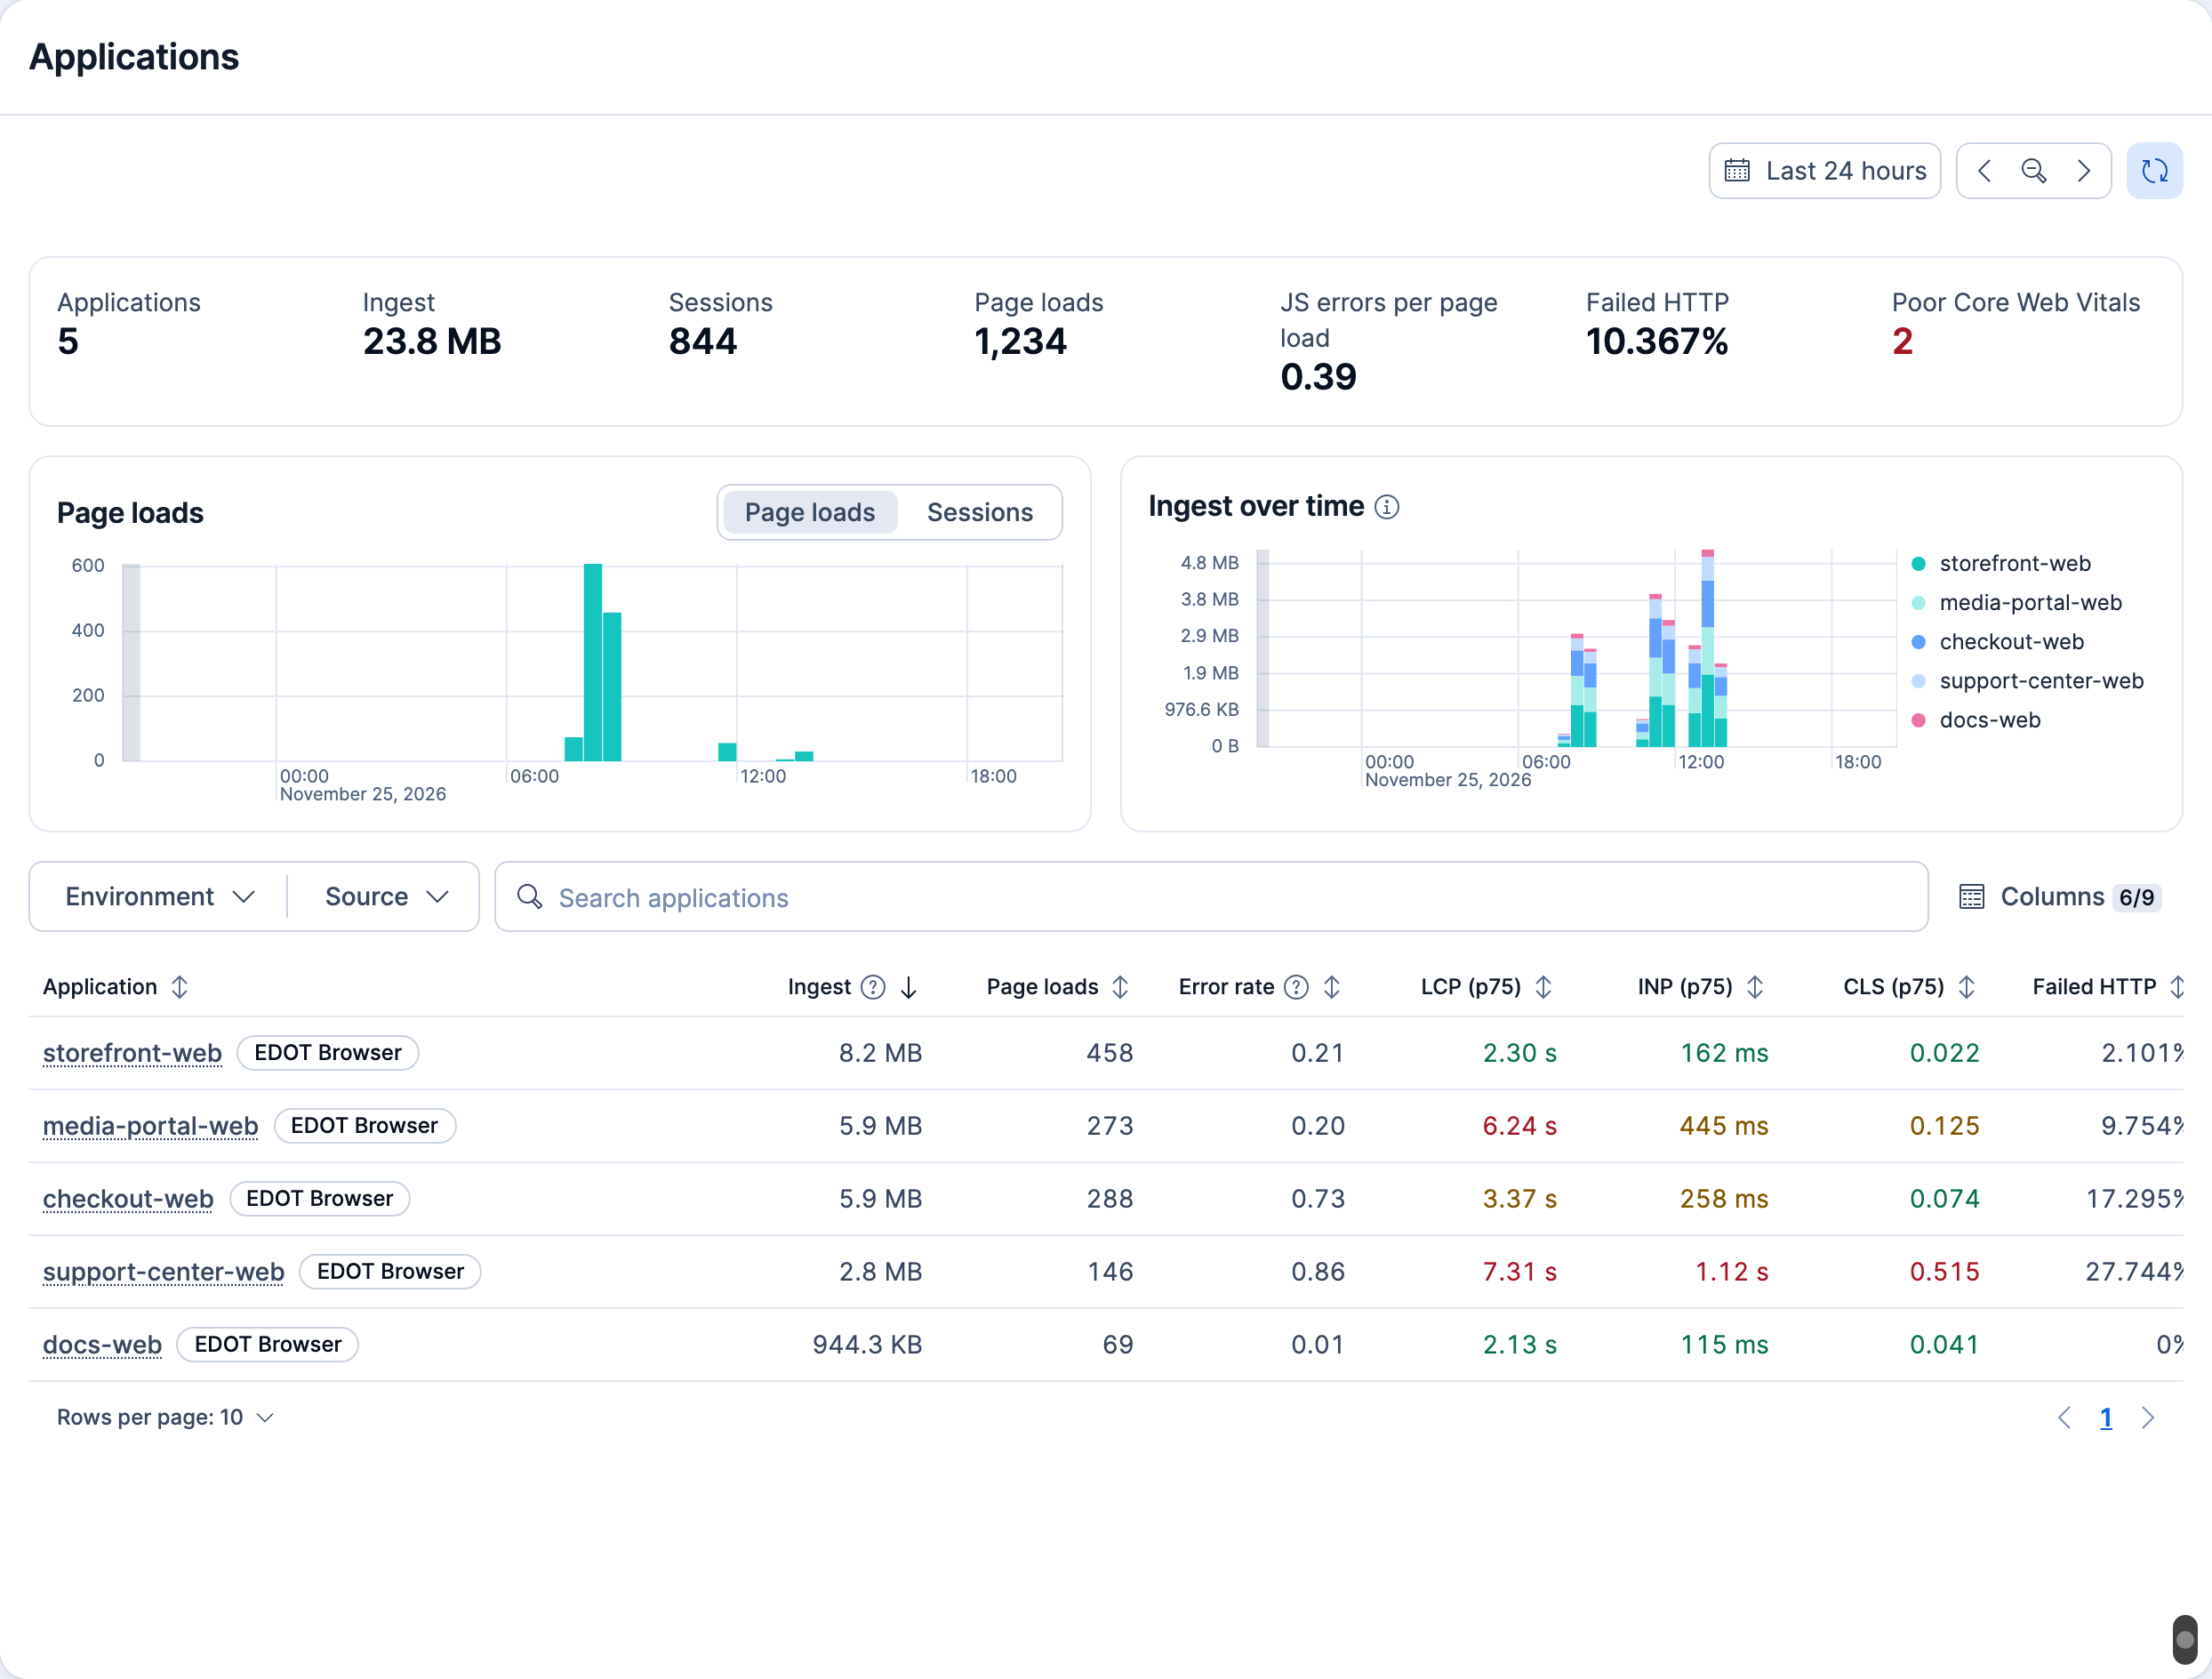 Applications
Last 24 hours
Applications
5
Ingest
23.8 MB
Sessions
844
Page loads
1,234
JS errors per page
load
0.39
Failed HTTP
10.367%
Poor Core Web Vitals
2
Page loads
Page loads
Sessions
600
400
200
0
00:00
November 25, 2026
06:00
12:00
18:00
Ingest over time
4.8 MB
3.8 MB
2.9 MB
1.9 MB
976.6 KB
0 B
00:00
November 25, 2026
06:00
12:00
18:00
storefront-web
media-portal-web
checkout-web
support-center-web
docs-web
Environment
Source
Search applications
Columns 6/9
Application Ingest Page loads Error rate LCP (p75) INP (p75) CLS (p75) Failed HTTP
storefront-web EDOT Browser 8.2 MB 458 0.21 2.30 s 162 ms 0.022 2.101%
media-portal-web EDOT Browser 5.9 MB 273 0.20 6.24 s 445 ms 0.125 9.754%
checkout-web EDOT Browser 5.9 MB 288 0.73 3.37 s 258 ms 0.074 17.295%
support-center-web EDOT Browser 2.8 MB 146 0.86 7.31 s 1.12 s 0.515 27.744%
docs-web EDOT Browser 944.3 KB 69 0.01 2.13 s 115 ms 0.041 0%
Rows per page: 10
1